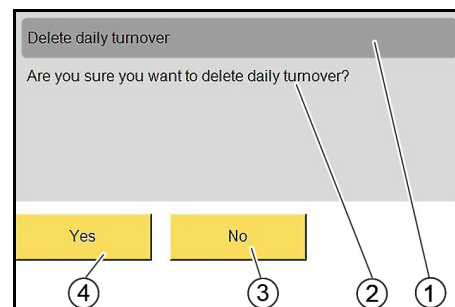 Delete daily turnover
Are you sure you want to delete daily turnover?
Yes
No
4
3
2
1